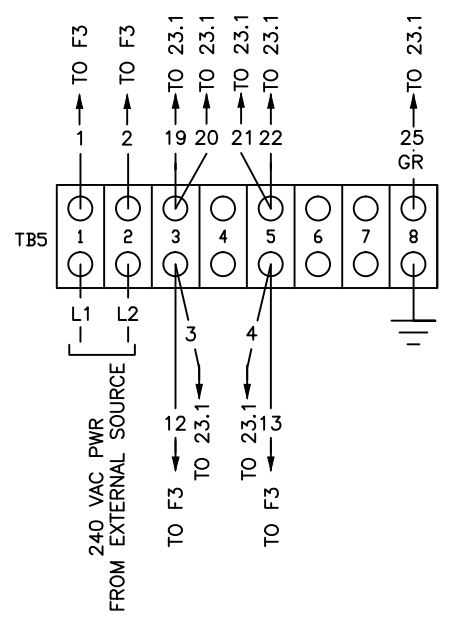 TO F3
TO F3
TO 23.1
TO 23.1
TO 23.1
TO 23.1
TO 23.1
1
2
19
20
21
22
25
GR
TB5
1
2
3
4
5
6
7
8
L1
L2
3
4
12
13
TO 23.1
TO 23.1
TO F3
TO F3
240 VAC PWR
FROM EXTERNAL SOURCE